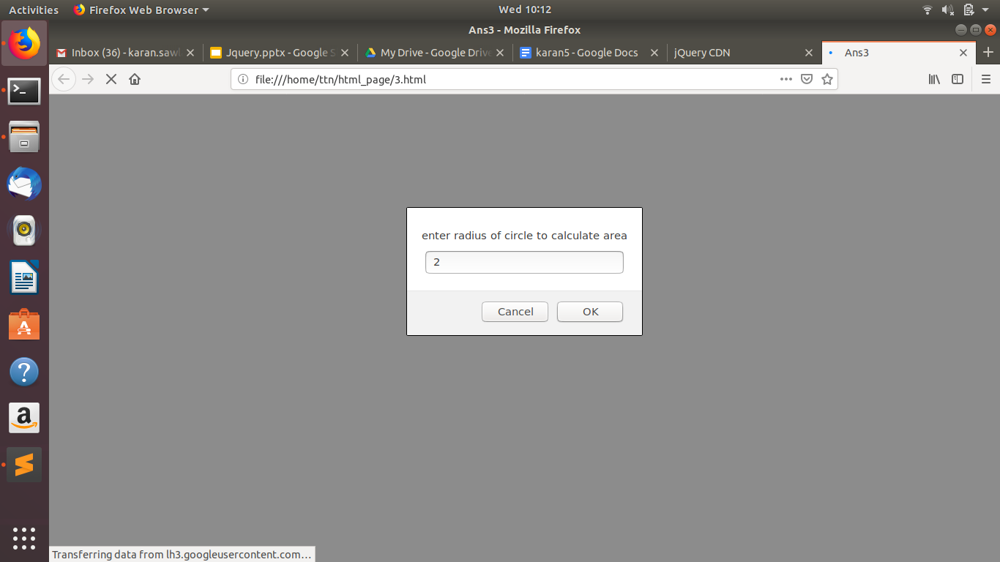 Activities Firefox Web Browser Wed 10:12
Ans3 - Mozilla Firefox
Inbox (36) - karan.saw Jquery.pptx - Google S My Drive - Google Drive karan5 - Google Docs jQuery CDN Ans3
file:///home/ttn/html_page/3.html
enter radius of circle to calculate area
2
Cancel OK
Transferring data from lh3.googleusercontent.com…